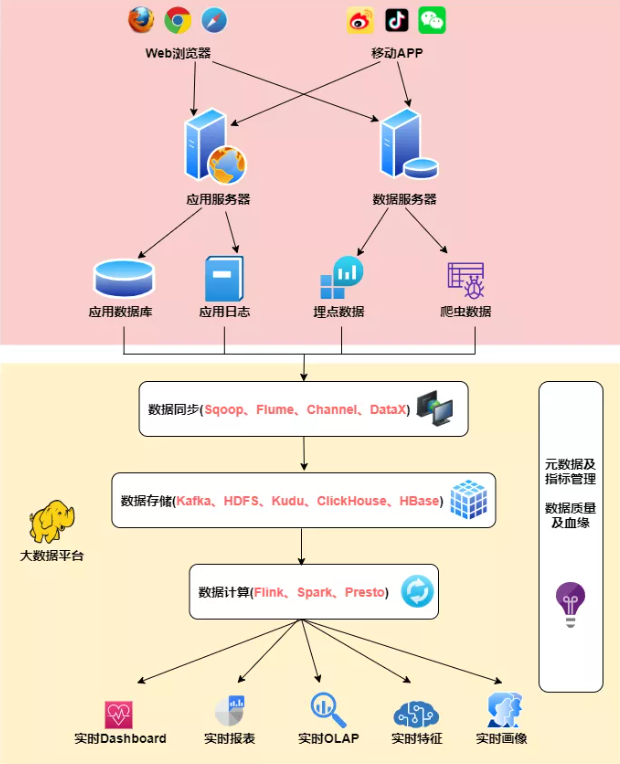 Web浏览器
移动APP
应用服务器
数据服务器
应用数据库
应用日志
埋点数据
爬虫数据
数据同步(Sqoop、Flume、Channel、DataX)
数据存储(Kafka、HDFS、Kudu、ClickHouse、HBase)
数据计算(Flink、Spark、Presto)
大数据平台
元数据及
指标管理
数据质量
及血缘
实时Dashboard
实时报表
实时OLAP
实时特征
实时画像